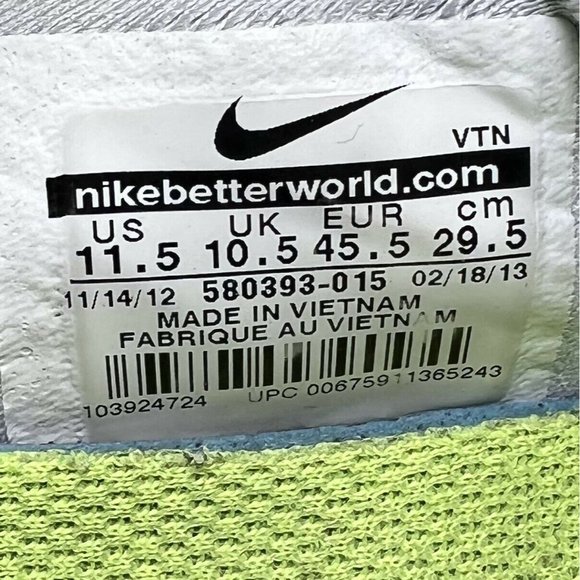 VTN
nikebetterworld.com
US UK EUR cm
11.5 10.5 45.5 29.5
11/14/12 580393-015 02/18/13
MADE IN VIETNAM
FABRIQUE AU VIETNAM
103924724 UPC 00675911365243